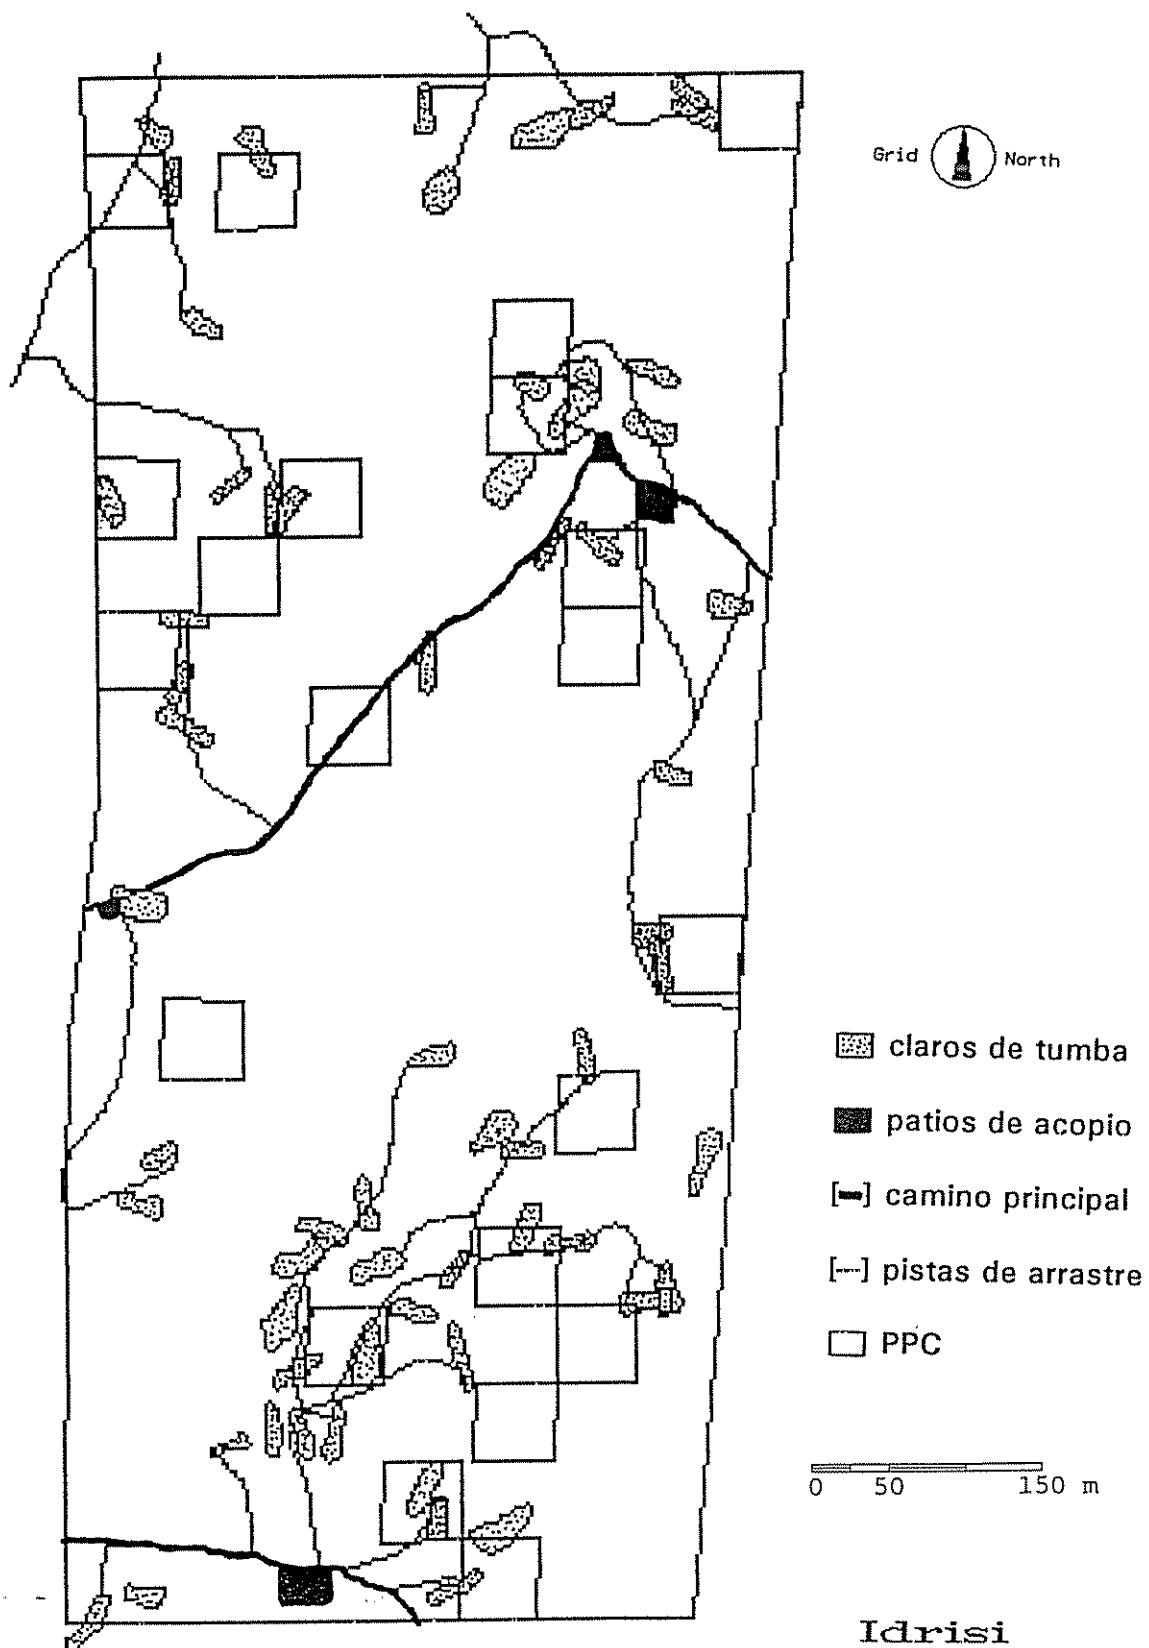 Grid North
claros de tumba
patios de acopio
camino principal
pistas de arrastre
PPC
0 50 150 m
Idrisi